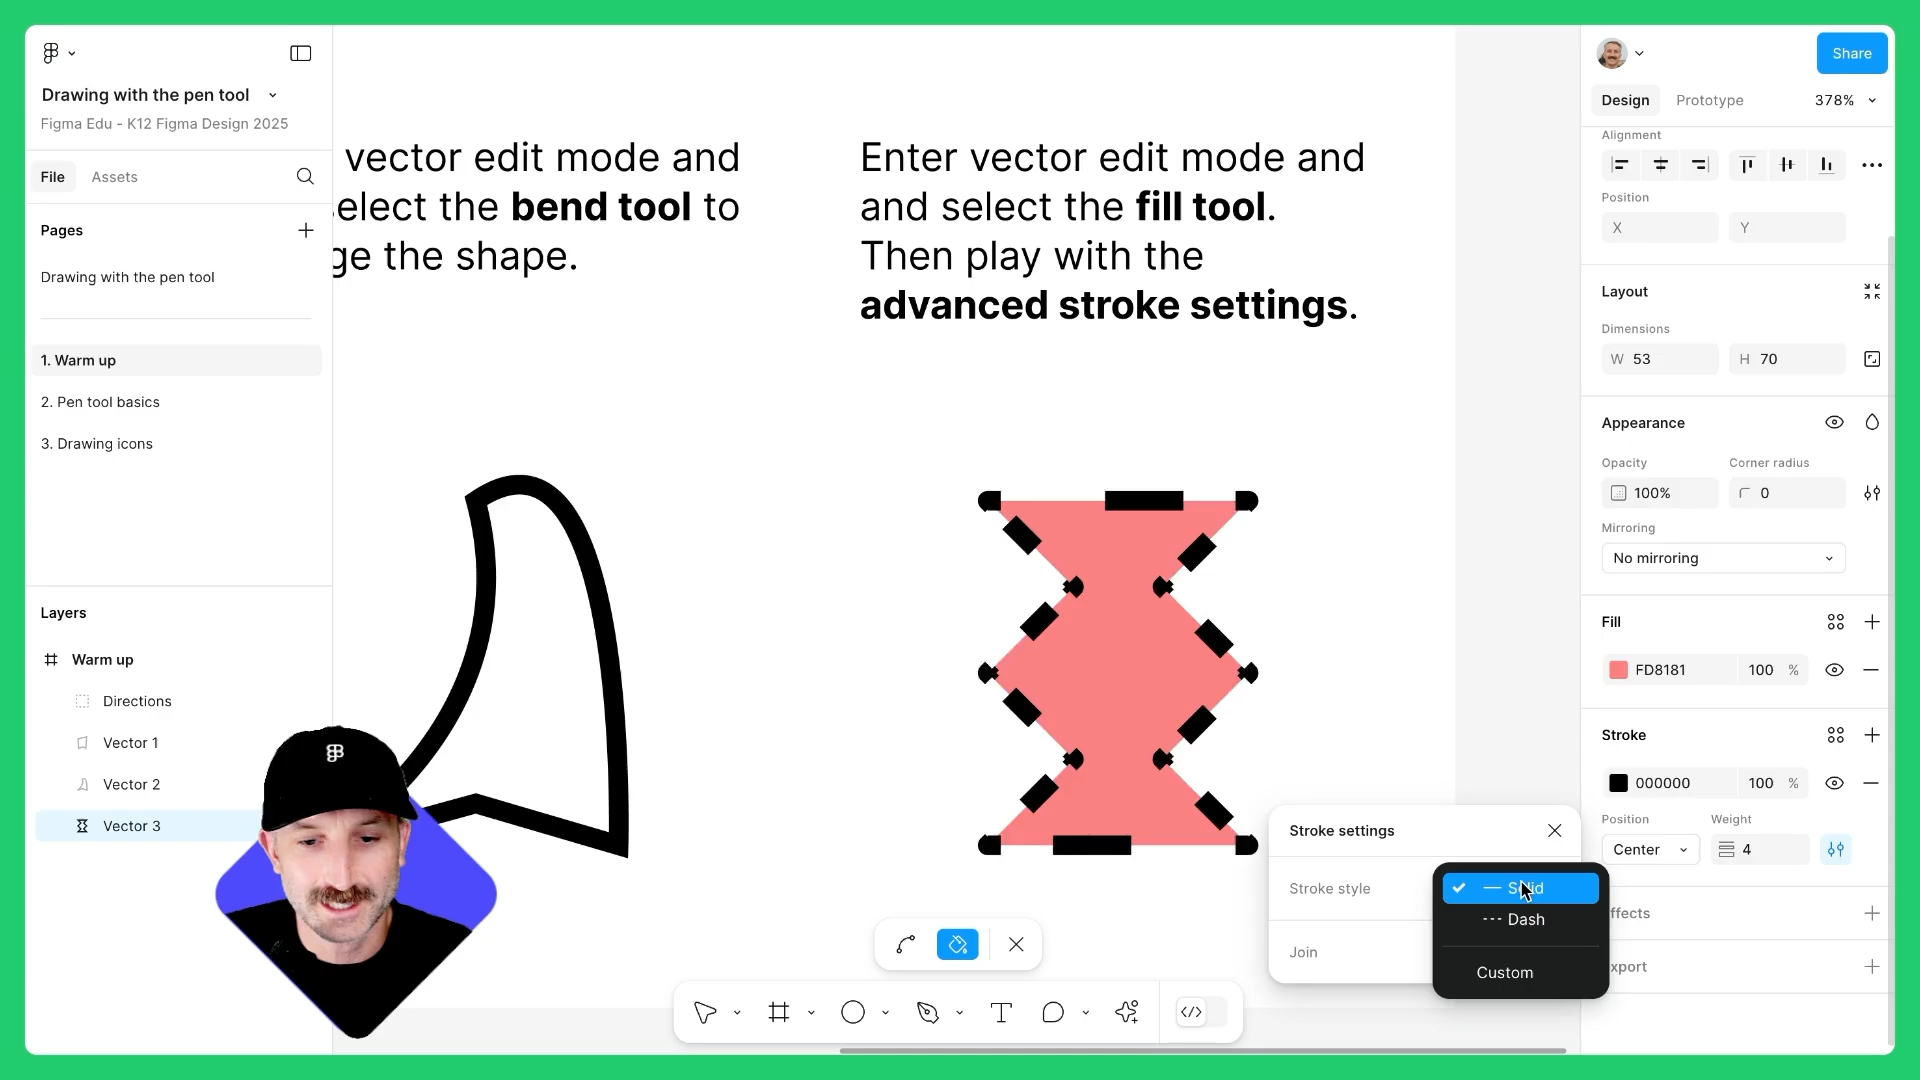 Drawing with the pen tool
Figma Edu - K12 Figma Design 2025
File Assets
Pages
Drawing with the pen tool
1. Warm up
2. Pen tool basics
3. Drawing icons
Layers
Warm up
Directions
Vector 1
Vector 2
Vector 3
vector edit mode and
elect the bend tool to
ge the shape.
Enter vector edit mode and
and select the fill tool.
Then play with the
advanced stroke settings.
Stroke settings
Stroke style
Join
Solid
Dash
Custom
Share
Design Prototype 378%
Alignment
Position
X Y
Layout
Dimensions
W 53 H 70
Appearance
Opacity Corner radius
100% 0
Mirroring
No mirroring
Fill
FD8181 100 %
Stroke
000000 100 %
Position Weight
Center 4
ffects
xport